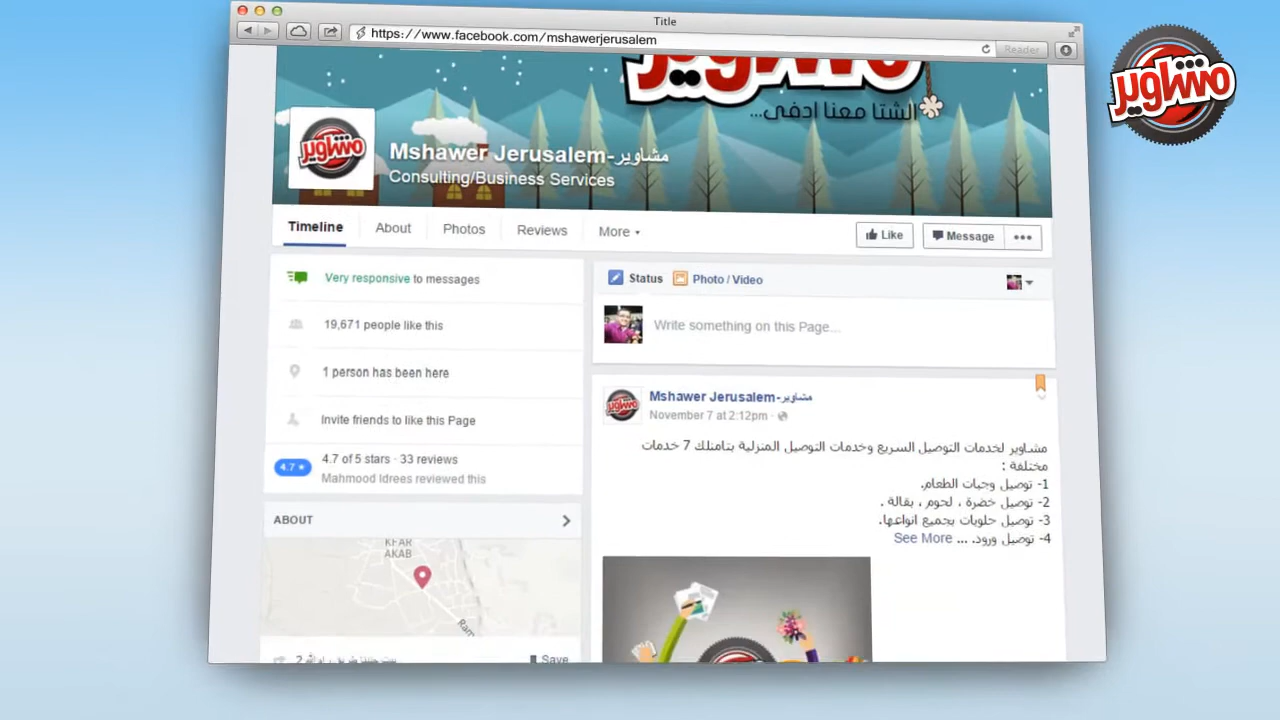 Title
https://www.facebook.com/mshawerjerusalem
Reader
مشاوير
مشاوير
الشتا معنا ادفى...
مشاوير
Mshawer Jerusalem-مشاوير
Consulting/Business Services
Timeline
About
Photos
Reviews
More
Like
Message
Very responsive to messages
19,671 people like this
1 person has been here
Invite friends to like this Page
4.7
4.7 of 5 stars · 33 reviews
Mahmood Idrees reviewed this
ABOUT
KFAR
AKAB
Save
Status
Photo / Video
Write something on this Page...
مشاوير
Mshawer Jerusalem-مشاوير
November 7 at 2:12pm ·
مشاوير لخدمات التوصيل السريع وخدمات التوصيل المنزلية بتامنلك 7 خدمات
مختلفة :
1- توصيل وجبات الطعام.
2- توصيل خضرة ، لحوم ، بقالة .
3- توصيل حلويات بجميع انواعها.
4- توصيل ورود. ... See More